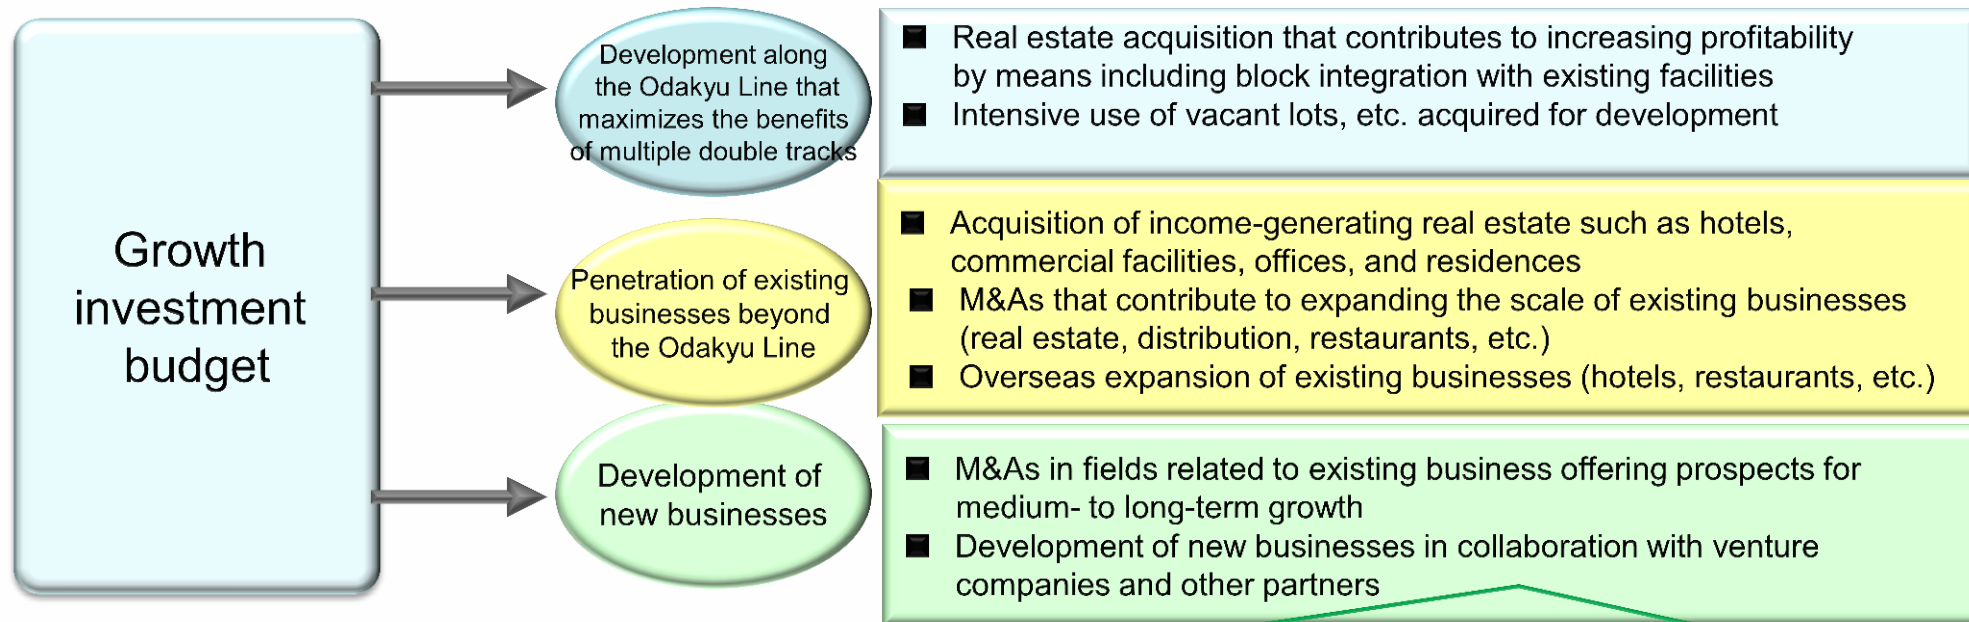 Growth
investment
budget
Development along
the Odakyu Line that
maximizes the benefits
of multiple double tracks
■ Real estate acquisition that contributes to increasing profitability
by means including block integration with existing facilities
■ Intensive use of vacant lots, etc. acquired for development
Penetration of existing
businesses beyond
the Odakyu Line
■ Acquisition of income-generating real estate such as hotels,
commercial facilities, offices, and residences
■ M&As that contribute to expanding the scale of existing businesses
(real estate, distribution, restaurants, etc.)
■ Overseas expansion of existing businesses (hotels, restaurants, etc.)
Development of
new businesses
■ M&As in fields related to existing business offering prospects for
medium- to long-term growth
■ Development of new businesses in collaboration with venture
companies and other partners